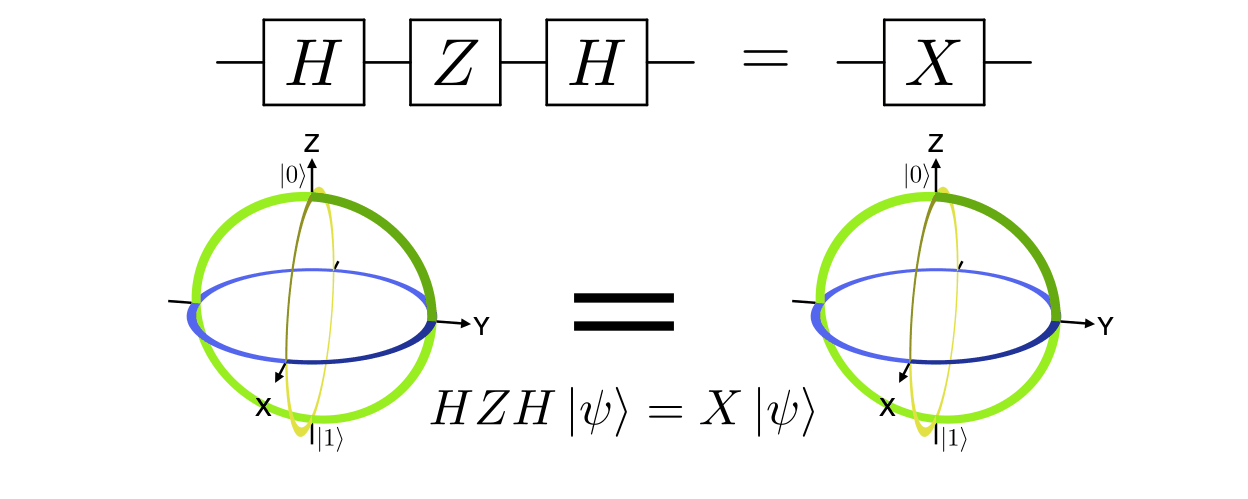 H Z H = X
Z Z
|0⟩ |0⟩
Y Y
X X
HZH |ψ⟩ = X |ψ⟩
|1⟩ |1⟩